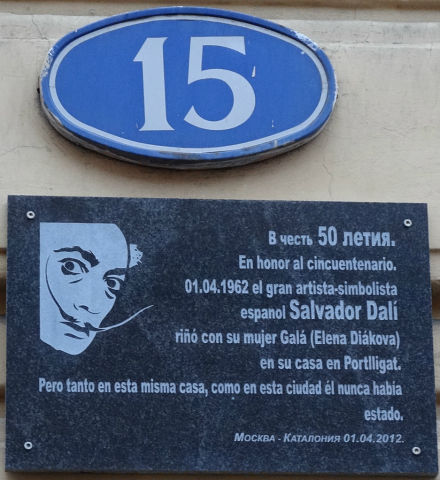 15
В честь 50 летия.
En honor al cincuentenario.
01.04.1962 el gran artista-simbolista
espanol Salvador Dalí
riñó con su mujer Galá (Elena Diákova)
en su casa en Portlligat.
Pero tanto en esta misma casa, como en esta ciudad él nunca habia
estado.
Москва - Каталония 01.04.2012.